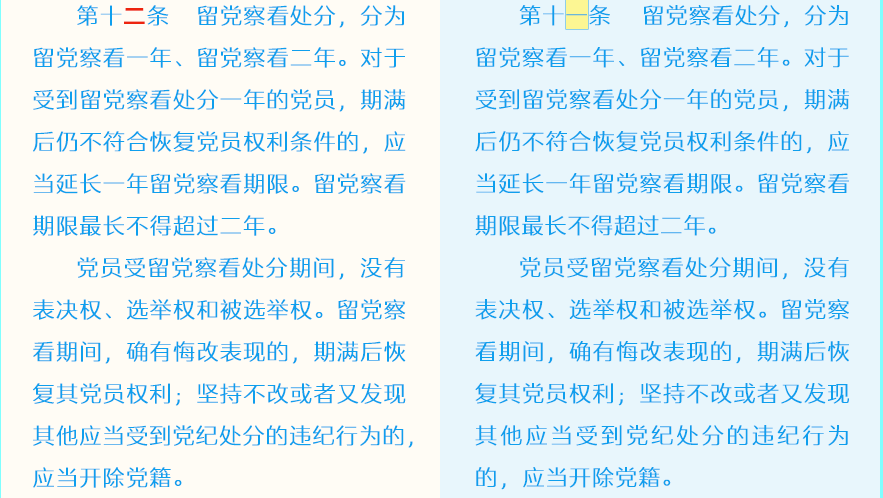 第十二条 留党察看处分，分为
留党察看一年、留党察看二年。对于
受到留党察看处分一年的党员，期满
后仍不符合恢复党员权利条件的，应
当延长一年留党察看期限。留党察看
期限最长不得超过二年。
党员受留党察看处分期间，没有
表决权、选举权和被选举权。留党察
看期间，确有悔改表现的，期满后恢
复其党员权利；坚持不改或者又发现
其他应当受到党纪处分的违纪行为的，
应当开除党籍。
第十一条 留党察看处分，分为
留党察看一年、留党察看二年。对于
受到留党察看处分一年的党员，期满
后仍不符合恢复党员权利条件的，应
当延长一年留党察看期限。留党察看
期限最长不得超过二年。
党员受留党察看处分期间，没有
表决权、选举权和被选举权。留党察
看期间，确有悔改表现的，期满后恢
复其党员权利；坚持不改或者又发现
其他应当受到党纪处分的违纪行为
的，应当开除党籍。